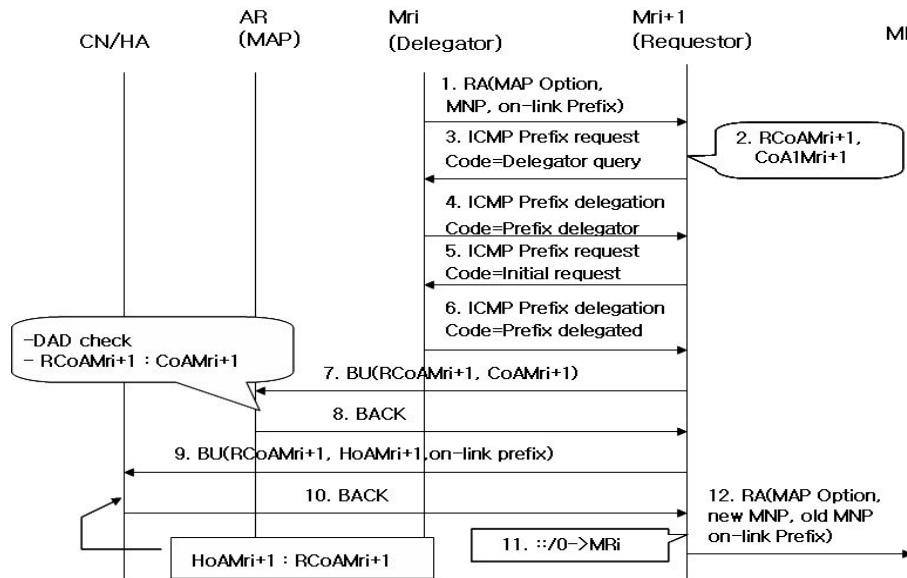 CN/HA
AR
(MAP)
Mri
(Delegator)
Mri+1
(Requestor)
1. RA(MAP Option,
MNP, on-link Prefix)
2. RCoAMri+1,
CoA1Mri+1
3. ICMP Prefix request
Code=Delegator query
4. ICMP Prefix delegation
Code=Prefix delegator
5. ICMP Prefix request
Code=Initial request
6. ICMP Prefix delegation
Code=Prefix delegated
-DAD check
- RCoAMri+1 : CoAMri+1
7. BU(RCoAMri+1, CoAMri+1)
8. BACK
9. BU(RCoAMri+1, HoAMri+1,on-link prefix)
10. BACK
HoAMri+1 : RCoAMri+1
11. ::/0->MRi
12. RA(MAP Option,
new MNP, old MNP
on-link Prefix)